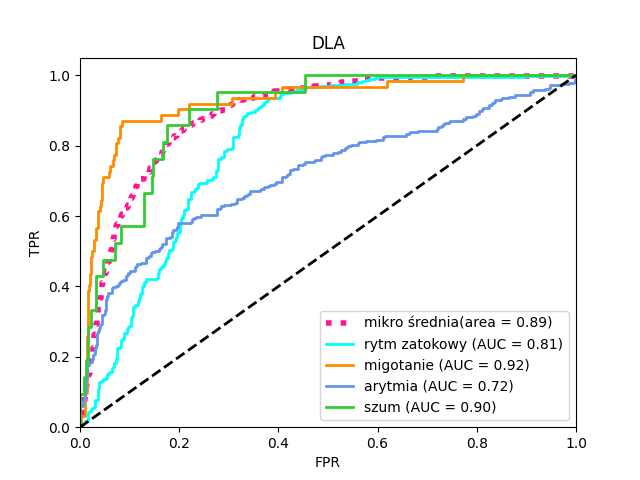 DLA
TPR
1.0
0.8
0.6
0.4
0.2
0.0
0.0 0.2 0.4 0.6 0.8 1.0
FPR
mikro średnia(area = 0.89)
rytm zatokowy (AUC = 0.81)
migotanie (AUC = 0.92)
arytmia (AUC = 0.72)
szum (AUC = 0.90)